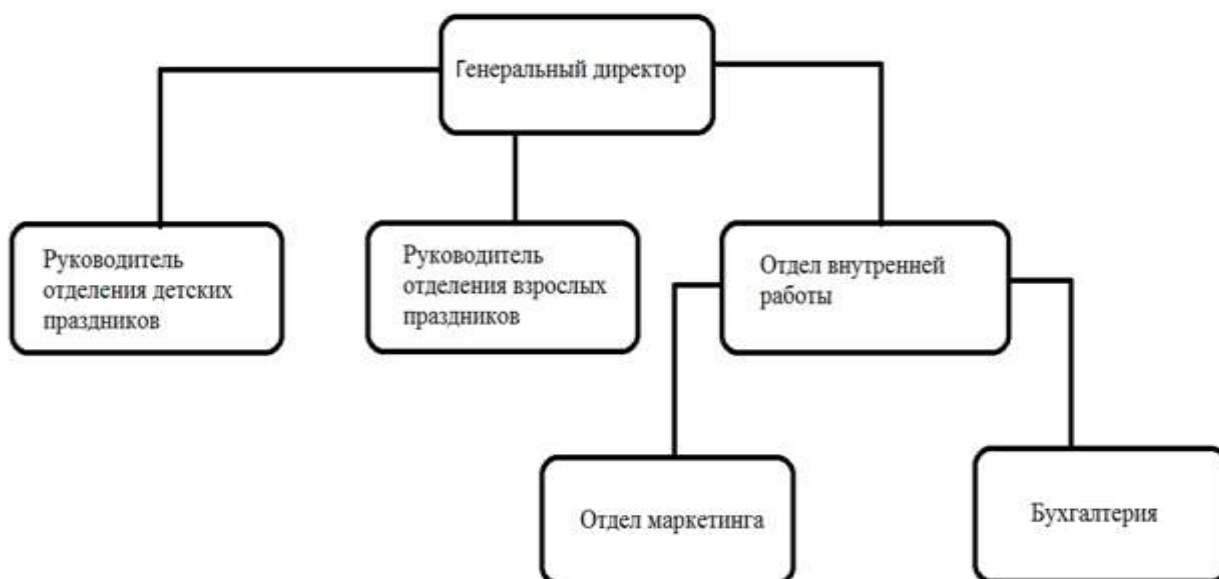 Генеральный директор
Руководитель
отделения детских
праздников
Руководитель
отделения взрослых
праздников
Отдел внутренней
работы
Отдел маркетинга
Бухгалтерия